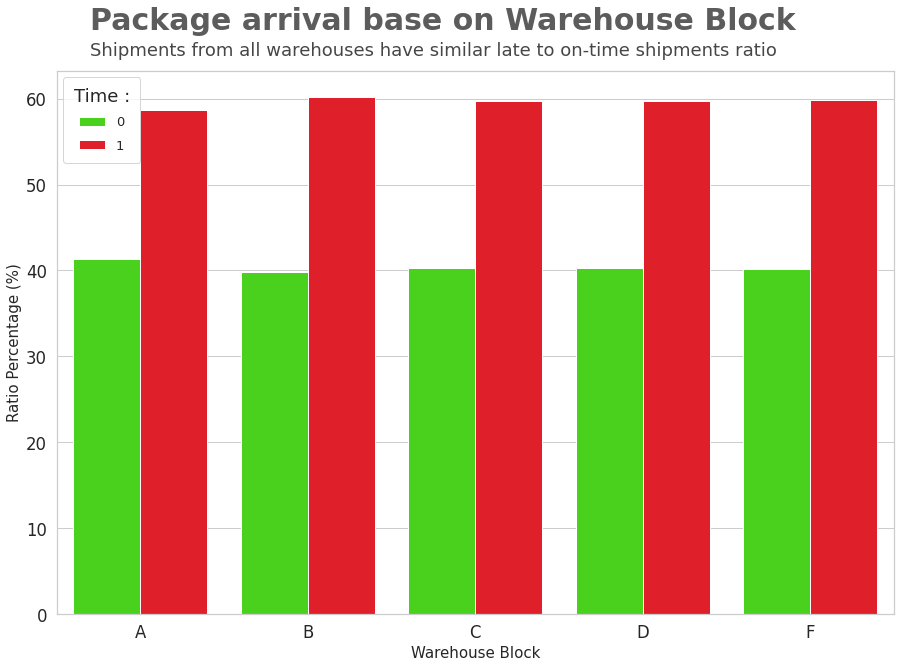 Package arrival base on Warehouse Block
Shipments from all warehouses have similar late to on-time shipments ratio
Time :
0
1
60
50
40
30
20
10
0
Ratio Percentage (%)
A B C D F
Warehouse Block